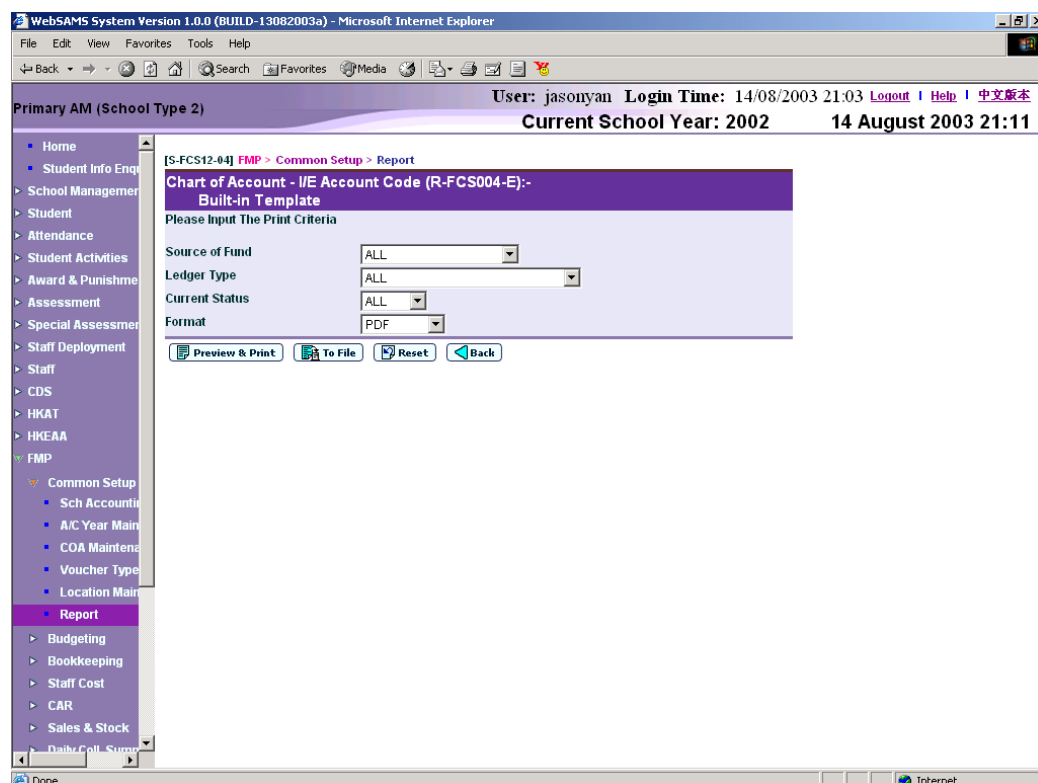 WebSAMS System Version 1.0.0 (BUILD-13082003a) - Microsoft Internet Explorer
File Edit View Favorites Tools Help
Back Search Favorites Media
Primary AM (School Type 2)
User: jasonyan Login Time: 14/08/2003 21:03 Logout | Help | 中文版本
Current School Year: 2002 14 August 2003 21:11
Home
Student Info Enqu
School Managemen
Student
Attendance
Student Activities
Award & Punishme
Assessment
Special Assessmen
Staff Deployment
Staff
CDS
HKAT
HKEAA
FMP
Common Setup
Sch Accountin
A/C Year Main
COA Maintena
Voucher Type
Location Main
Report
Budgeting
Bookkeeping
Staff Cost
CAR
Sales & Stock
Daily Coll. Summ
[S-FCS12-04] FMP > Common Setup > Report
Chart of Account - I/E Account Code (R-FCS004-E):-
Built-in Template
Please Input The Print Criteria
Source of Fund ALL
Ledger Type ALL
Current Status ALL
Format PDF
Preview & Print To File Reset Back
Done Internet